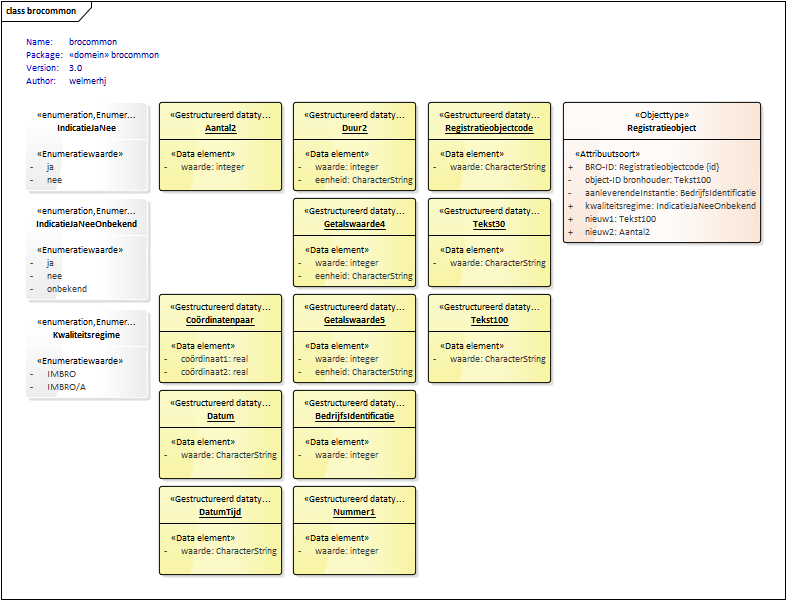 class brocommon
Name: brocommon
Package: «domein» brocommon
Version: 3.0
Author: welmerhj
«enumeration,Enumer...
IndicatieJaNee
«Enumeratiewaarde»
- ja
- nee
«Gestructureerd dataty...
Aantal2
«Data element»
- waarde: integer
«Gestructureerd dataty...
Duur2
«Data element»
- waarde: integer
- eenheid: CharacterString
«Gestructureerd dataty...
Registratieobjectcode
«Data element»
- waarde: CharacterString
«Objecttype»
Registratieobject
«Attribuutsoort»
+ BRO-ID: Registratieobjectcode {id}
- object-ID bronhouder: Tekst100
- aanleverendeInstantie: BedrijfsIdentificatie
+ kwaliteitsregime: IndicatieJaNeeOnbekend
+ nieuw1: Tekst100
+ nieuw2: Aantal2
«enumeration,Enumer...
IndicatieJaNeeOnbekend
«Enumeratiewaarde»
- ja
- nee
- onbekend
«Gestructureerd dataty...
Getalswaarde4
«Data element»
- waarde: integer
- eenheid: CharacterString
«Gestructureerd dataty...
Tekst30
«Data element»
- waarde: CharacterString
«enumeration,Enumer...
Kwaliteitsregime
«Enumeratiewaarde»
- IMBRO
- IMBRO/A
«Gestructureerd dataty...
Coördinatenpaar
«Data element»
- coördinaat1: real
- coördinaat2: real
«Gestructureerd dataty...
Getalswaarde5
«Data element»
- waarde: integer
- eenheid: CharacterString
«Gestructureerd dataty...
Tekst100
«Data element»
- waarde: CharacterString
«Gestructureerd dataty...
Datum
«Data element»
- waarde: CharacterString
«Gestructureerd dataty...
BedrijfsIdentificatie
«Data element»
- waarde: integer
«Gestructureerd dataty...
DatumTijd
«Data element»
- waarde: CharacterString
«Gestructureerd dataty...
Nummer1
«Data element»
- waarde: integer